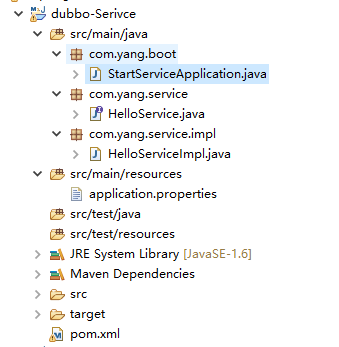 dubbo-Serivce
src/main/java
com.yang.boot
StartServiceApplication.java
com.yang.service
HelloService.java
com.yang.service.impl
HelloServiceImpl.java
src/main/resources
application.properties
src/test/java
src/test/resources
JRE System Library [JavaSE-1.6]
Maven Dependencies
src
target
pom.xml